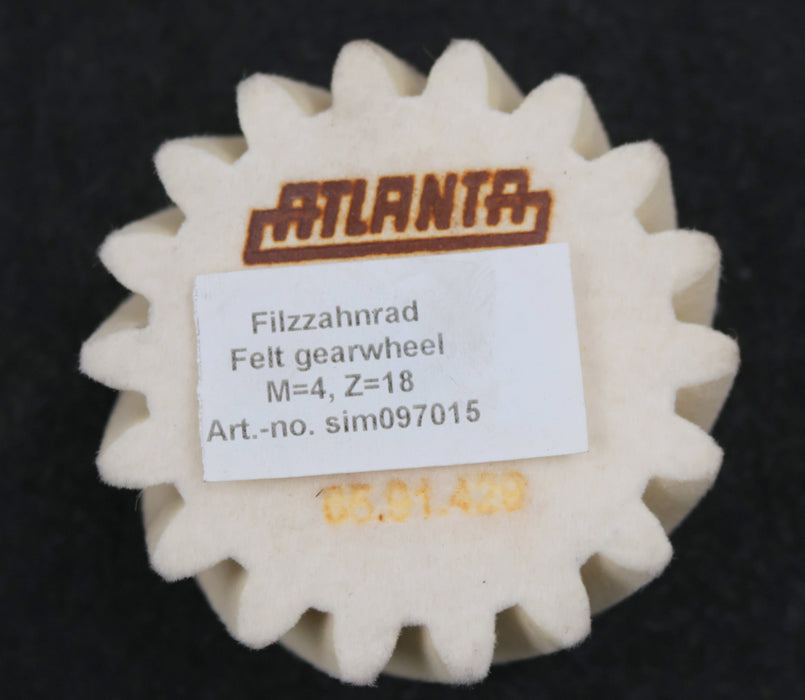 ATLANTA
Filzzahnrad
Felt gearwheel
M=4, Z=18
Art.-no. sim097015
65.91.429